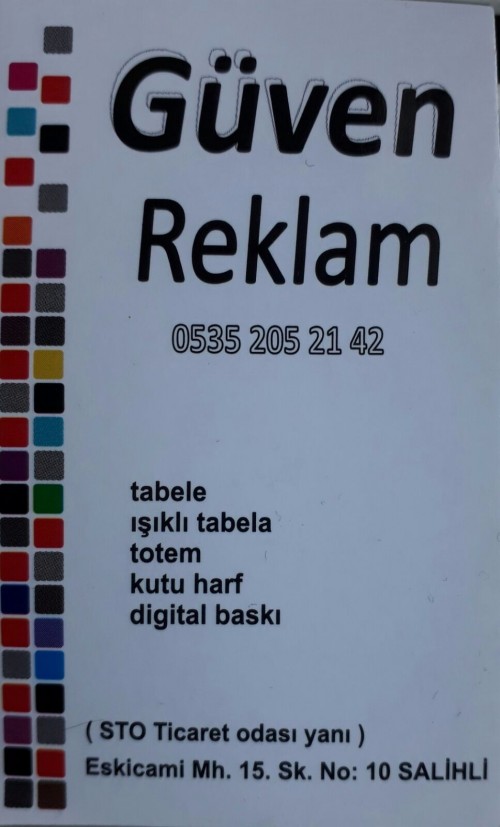 Güven
Reklam
0535 205 21 42
tabele
ışıklı tabela
totem
kutu harf
digital baskı
( STO Ticaret odası yanı )
Eskicami Mh. 15. Sk. No: 10 SALİHLİ